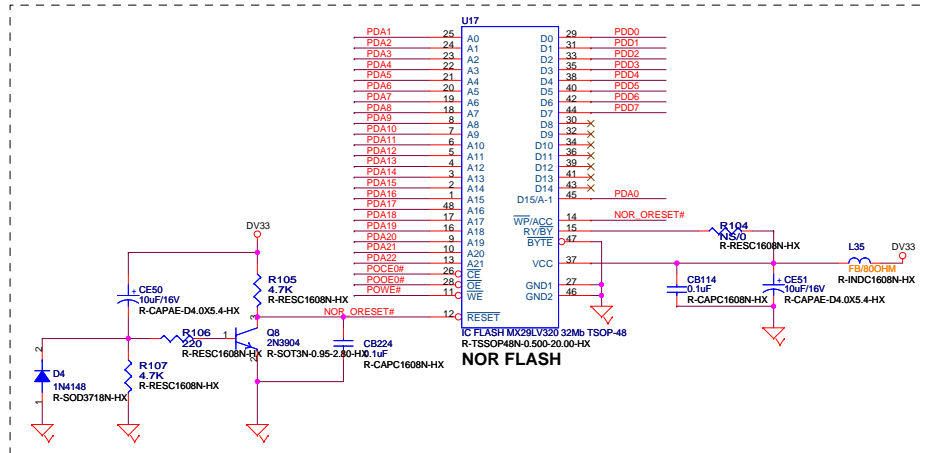 U17
PDA1 25 A0 D0 29 PDD0
PDA2 24 A1 D1 31 PDD1
PDA3 23 A2 D2 33 PDD2
PDA4 22 A3 D3 35 PDD3
PDA5 21 A4 D4 38 PDD4
PDA6 20 A5 D5 40 PDD5
PDA7 19 A6 D6 42 PDD6
PDA8 18 A7 D7 44 PDD7
PDA9 8 A8 D8 30
PDA10 7 A9 D9 32
PDA11 6 A10 D10 34
PDA12 5 A11 D11 36
PDA13 4 A12 D12 39
PDA14 3 A13 D13 41
PDA15 2 A14 D14 43
PDA16 1 A15 D15/A-1 45 PDA0
PDA17 48 A16
PDA18 17 A17 WP/ACC 14 NOR_ORESET#
PDA19 16 A18 RY/BY 15
PDA20 9 A19 BYTE 47
PDA21 10 A20
PDA22 13 A21 VCC 37
POCE0# 26 CE
POOE0# 28 OE GND1 27
POWE# 11 WE GND2 46
NOR_ORESET# 12 RESET
IC FLASH MX29LV320 32Mb TSOP-48
R-TSSOP48N-0.500-20.00-HX
NOR FLASH
R104
NS/0
R-RESC1608N-HX
L35
DV33
FB/80OHM
R-INDC1608N-HX
CB114
0.1uF
R-CAPC1608N-HX
+
CE51
10uF/16V
R-CAPAE-D4.0X5.4-HX
DV33
+
CE50
10uF/16V
R-CAPAE-D4.0X5.4-HX
R105
4.7K
R-RESC1608N-HX
R106
220
R-RESC1608N-HX
1
2
3
Q8
2N3904
R-SOT3N-0.95-2.80-HX
CB224
0.1uF
R-CAPC1608N-HX
2
D4
1N4148
R-SOD3718N-HX
1
R107
4.7K
R-RESC1608N-HX